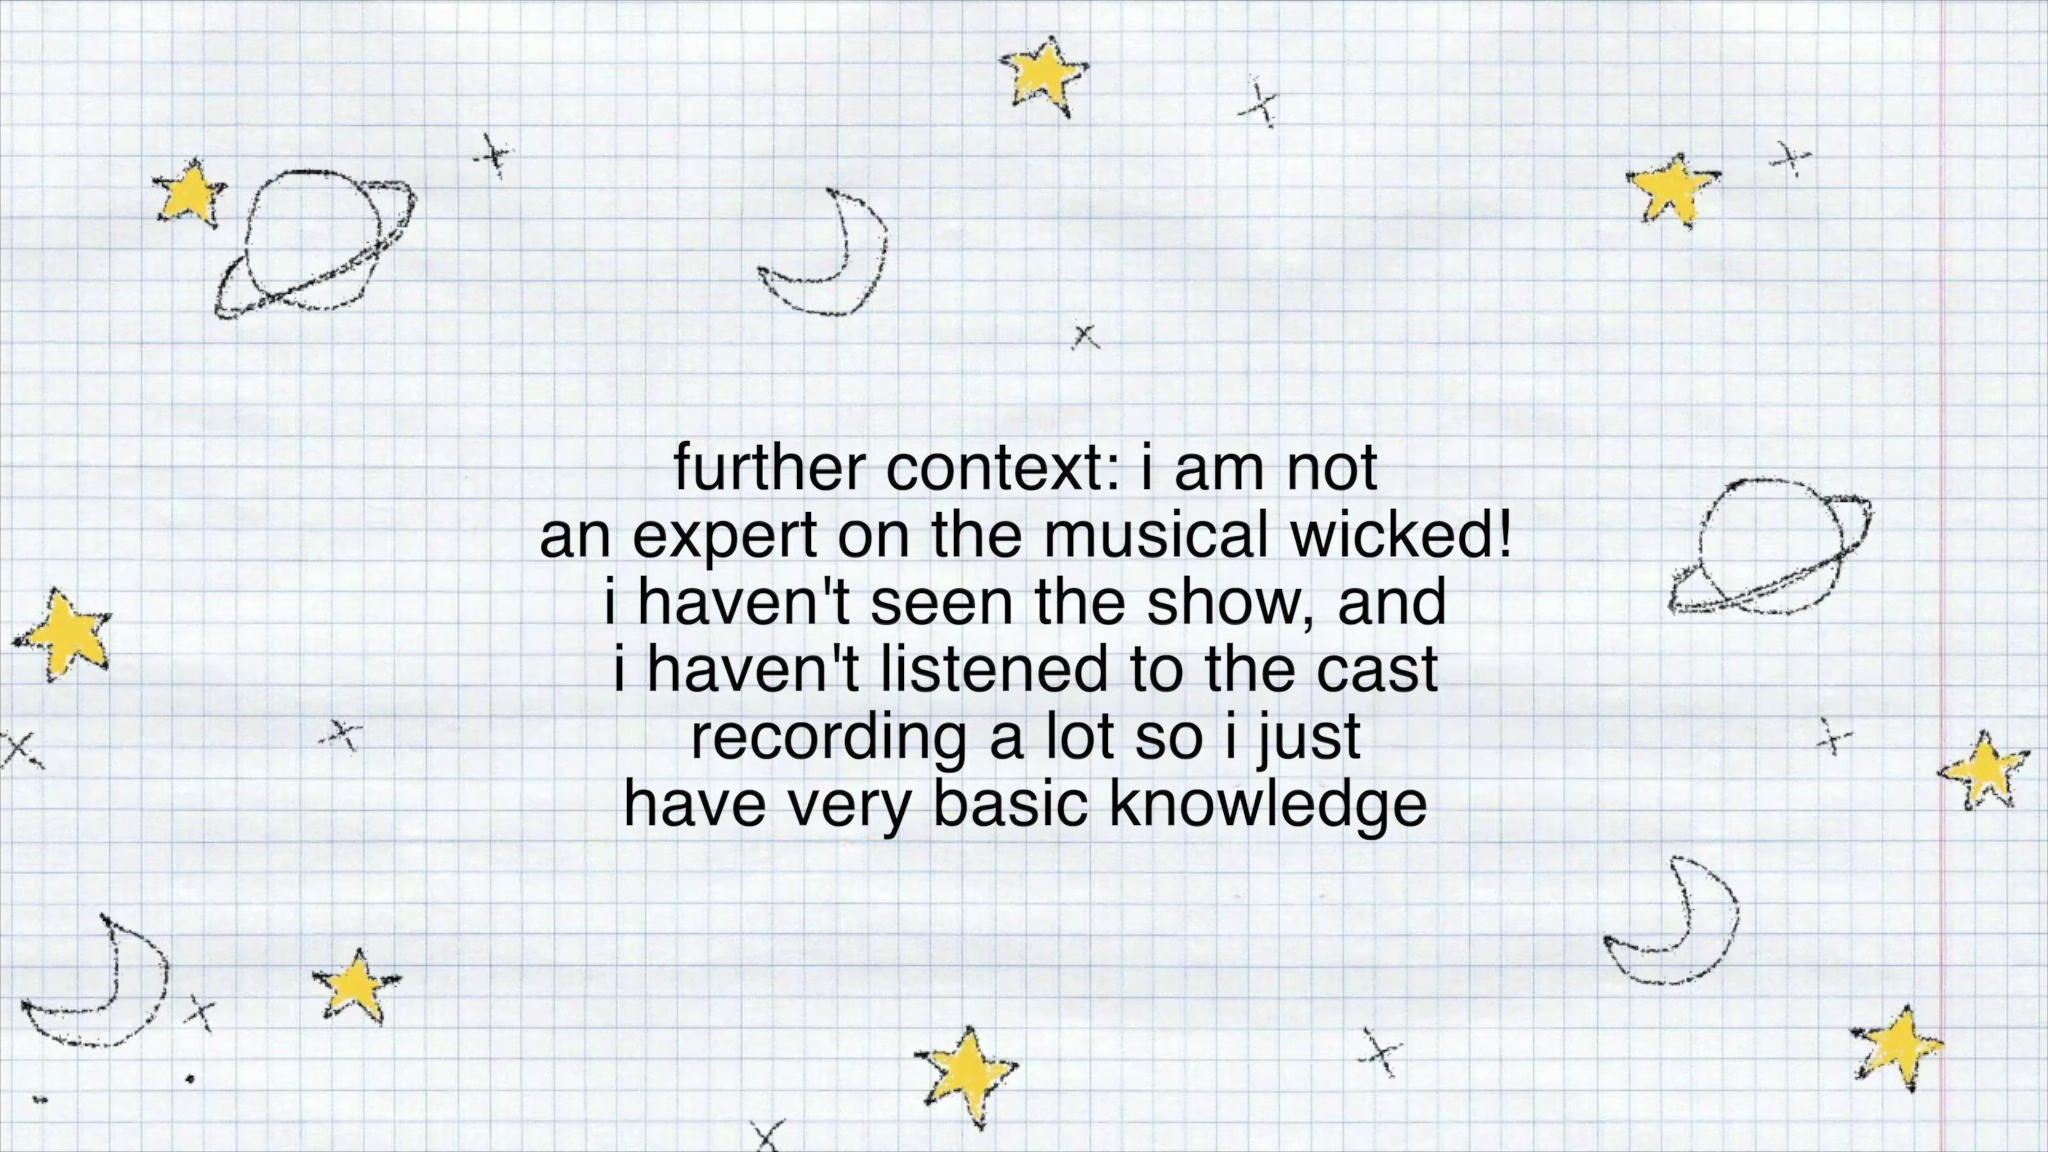 further context: i am not
an expert on the musical wicked!
i haven't seen the show, and
i haven't listened to the cast
recording a lot so i just
have very basic knowledge